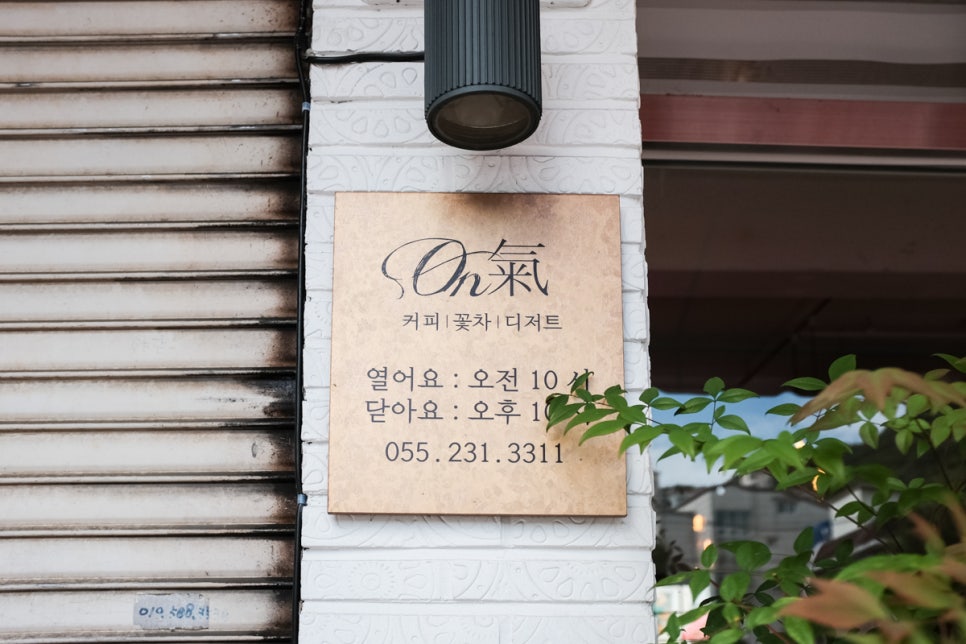 On氣
커피|꽃차|디저트
열어요 : 오전 10 시
닫아요 : 오후
055.231.3311